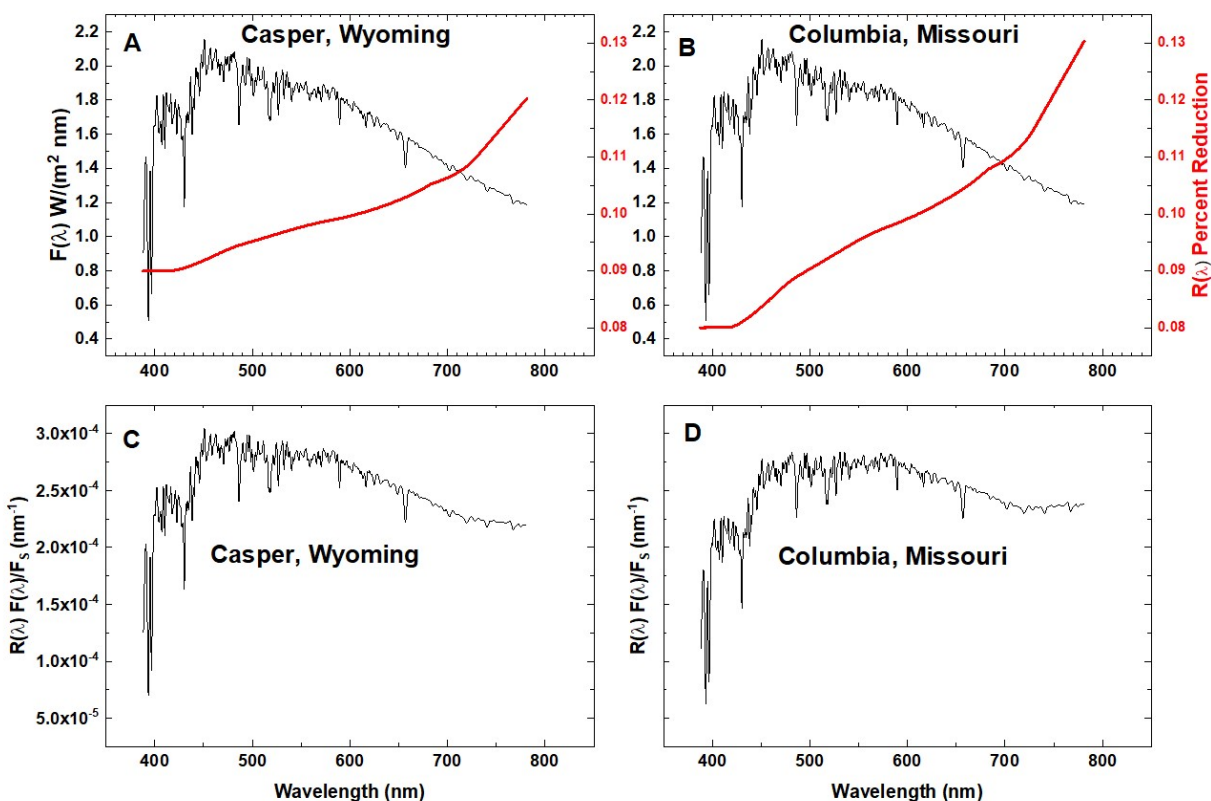 A
Casper, Wyoming
2.2
2.0
1.8
1.6
1.4
1.2
1.0
0.8
0.6
0.4
F(λ) W/(m² nm)
0.13
0.12
0.11
0.10
0.09
0.08
400 500 600 700 800
B
Columbia, Missouri
2.2
2.0
1.8
1.6
1.4
1.2
1.0
0.8
0.6
0.4
0.13
0.12
0.11
0.10
0.09
0.08
R(λ) Percent Reduction
400 500 600 700 800
C
3.0x10⁻⁴
2.5x10⁻⁴
2.0x10⁻⁴
1.5x10⁻⁴
1.0x10⁻⁴
5.0x10⁻⁵
R(λ) F(λ)/Fₛ (nm⁻¹)
Casper, Wyoming
400 500 600 700 800
Wavelength (nm)
D
R(λ) F(λ)/Fₛ (nm⁻¹)
Columbia, Missouri
400 500 600 700 800
Wavelength (nm)